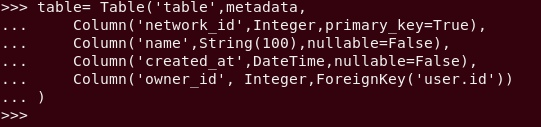 >>> table= Table('table',metadata,
...     Column('network_id',Integer,primary_key=True),
...     Column('name',String(100),nullable=False),
...     Column('created_at',DateTime,nullable=False),
...     Column('owner_id', Integer,ForeignKey('user.id'))
... )
>>>